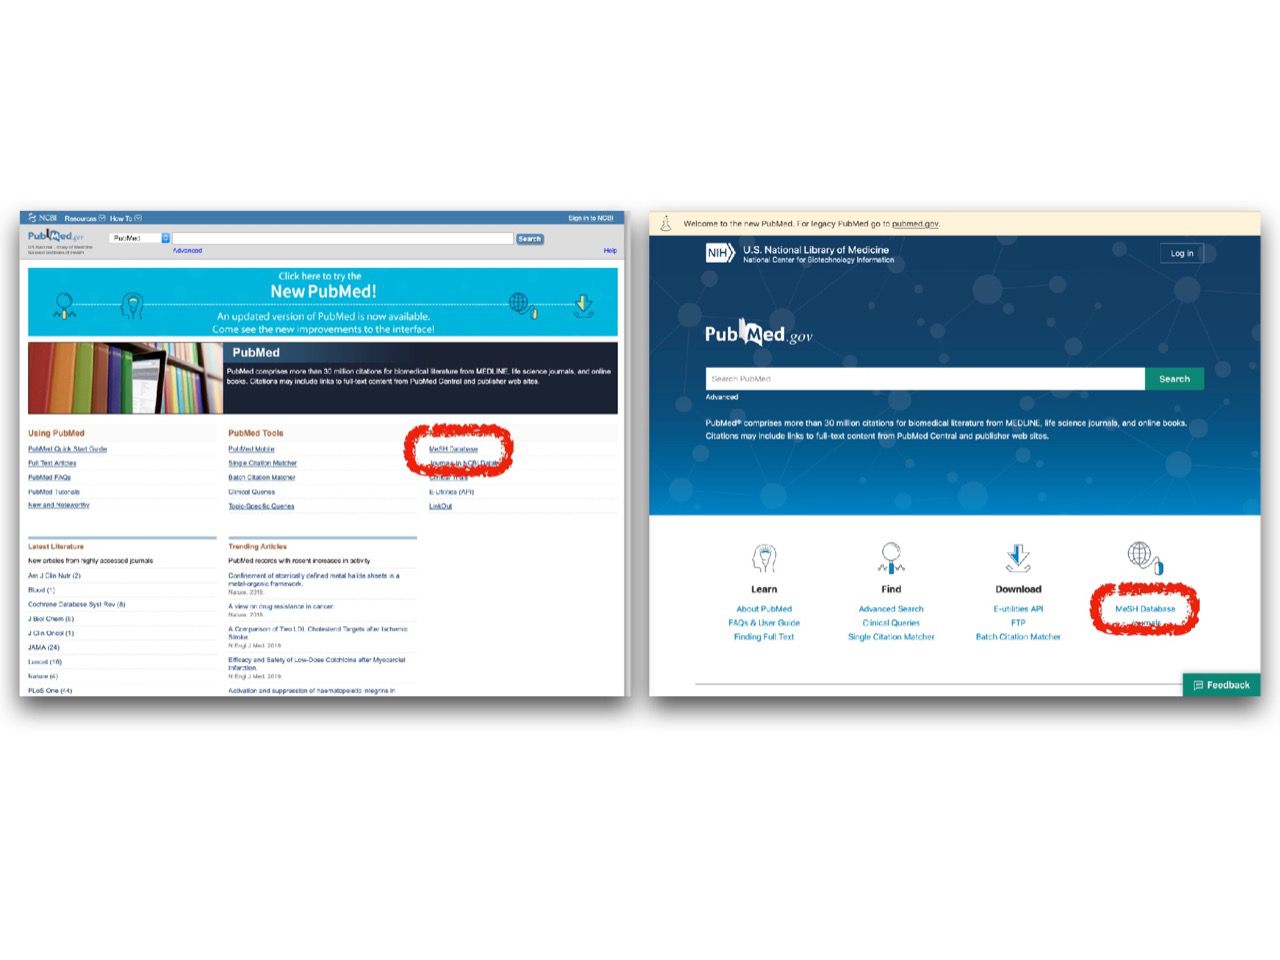 NCBI Resources How To Sign in to NCBI
PubMed.gov
US National Library of Medicine
National Institutes of Health
PubMed
Search
Advanced
Help
Click here to try the
New PubMed!
An updated version of PubMed is now available.
Come see the new improvements to the interface!
PubMed
PubMed comprises more than 30 million citations for biomedical literature from MEDLINE, life science journals, and online
books. Citations may include links to full-text content from PubMed Central and publisher web sites.
Using PubMed
PubMed Quick Start Guide
Full Text Articles
PubMed FAQs
PubMed Tutorials
New and Noteworthy
PubMed Tools
PubMed Mobile
Single Citation Matcher
Batch Citation Matcher
Clinical Queries
Topic-Specific Queries
MeSH Database
Journals in NCBI
Clinical Trials
E-Utilities (API)
LinkOut
Latest Literature
New articles from highly accessed journals
Am J Clin Nutr (2)
Blood (1)
Cochrane Database Syst Rev (8)
J Biol Chem (6)
J Clin Oncol (1)
JAMA (24)
Lancet (16)
Nature (4)
PLoS One (44)
Trending Articles
PubMed records with recent increases in activity
Confinement of atomically defined metal halide sheets in a
metal-organic framework.
Nature. 2019.
A view on drug resistance in cancer.
Nature. 2019.
A Comparison of Two LDL Cholesterol Targets after Ischemic
Stroke.
N Engl J Med. 2019.
Efficacy and Safety of Low-Dose Colchicine after Myocardial
Infarction.
N Engl J Med. 2019.
Activation and suppression of haematopoietic integrins in
Welcome to the new PubMed. For legacy PubMed go to pubmed.gov.
NIH U.S. National Library of Medicine
National Center for Biotechnology Information
Log in
PubMed.gov
Search PubMed
Search
Advanced
PubMed® comprises more than 30 million citations for biomedical literature from MEDLINE, life science journals, and online books.
Citations may include links to full-text content from PubMed Central and publisher web sites.
Learn
About PubMed
FAQs & User Guide
Finding Full Text
Find
Advanced Search
Clinical Queries
Single Citation Matcher
Download
E-utilities API
FTP
Batch Citation Matcher
MeSH Database
Journals
Feedback